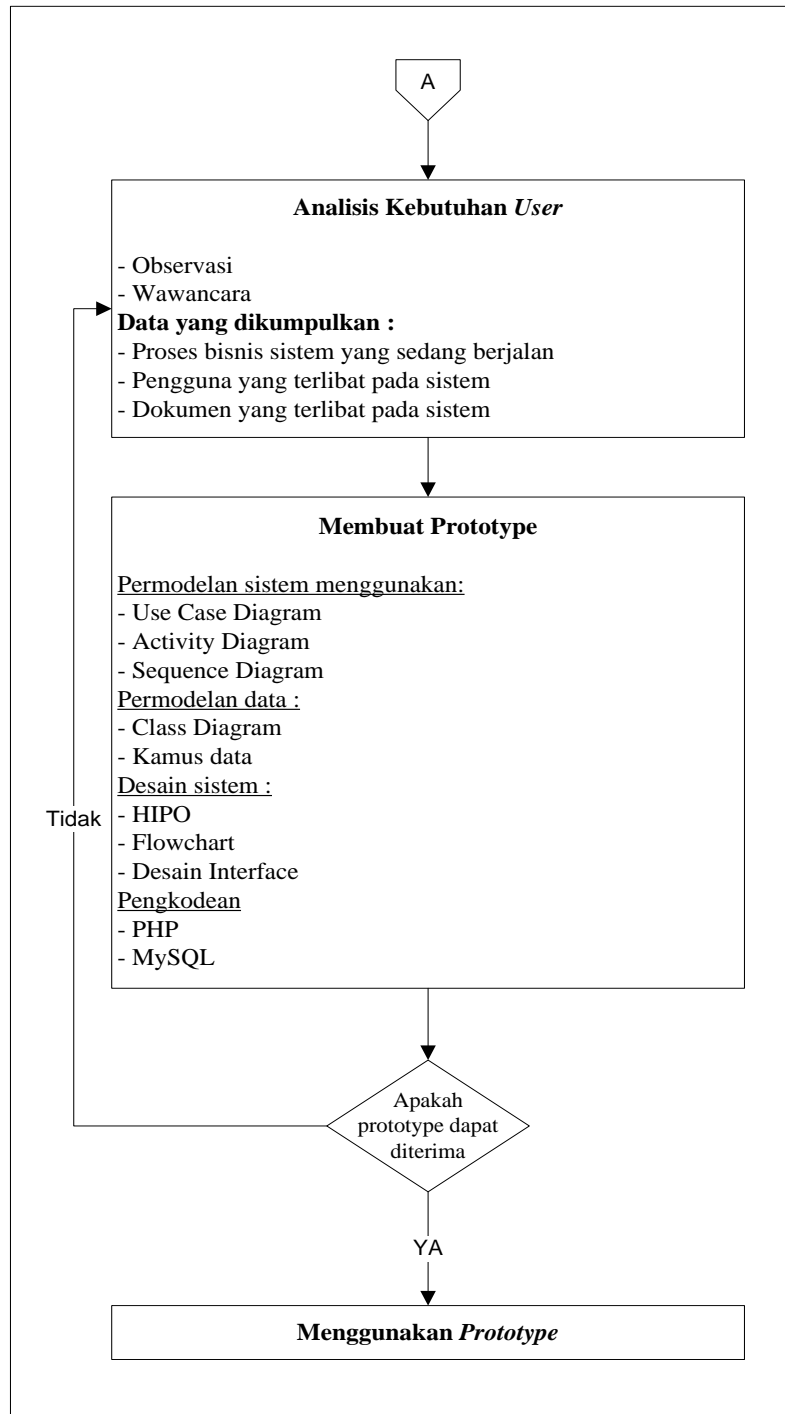 A
Analisis Kebutuhan User
- Observasi
- Wawancara
Data yang dikumpulkan :
- Proses bisnis sistem yang sedang berjalan
- Pengguna yang terlibat pada sistem
- Dokumen yang terlibat pada sistem
Membuat Prototype
Permodelan sistem menggunakan:
- Use Case Diagram
- Activity Diagram
- Sequence Diagram
Permodelan data :
- Class Diagram
- Kamus data
Desain sistem :
- HIPO
- Flowchart
- Desain Interface
Pengkodean
- PHP
- MySQL
Tidak
Apakah
prototype dapat
diterima
YA
Menggunakan Prototype